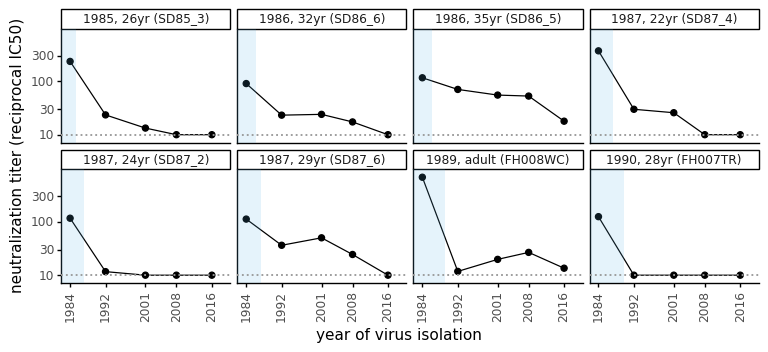 1985, 26yr (SD85_3)
1986, 32yr (SD86_6)
1986, 35yr (SD86_5)
1987, 22yr (SD87_4)
300
100
30
10
1987, 24yr (SD87_2)
1987, 29yr (SD87_6)
1989, adult (FH008WC)
1990, 28yr (FH007TR)
300
100
30
10
neutralization titer (reciprocal IC50)
1984 1992 2001 2008 2016
1984 1992 2001 2008 2016
1984 1992 2001 2008 2016
1984 1992 2001 2008 2016
year of virus isolation